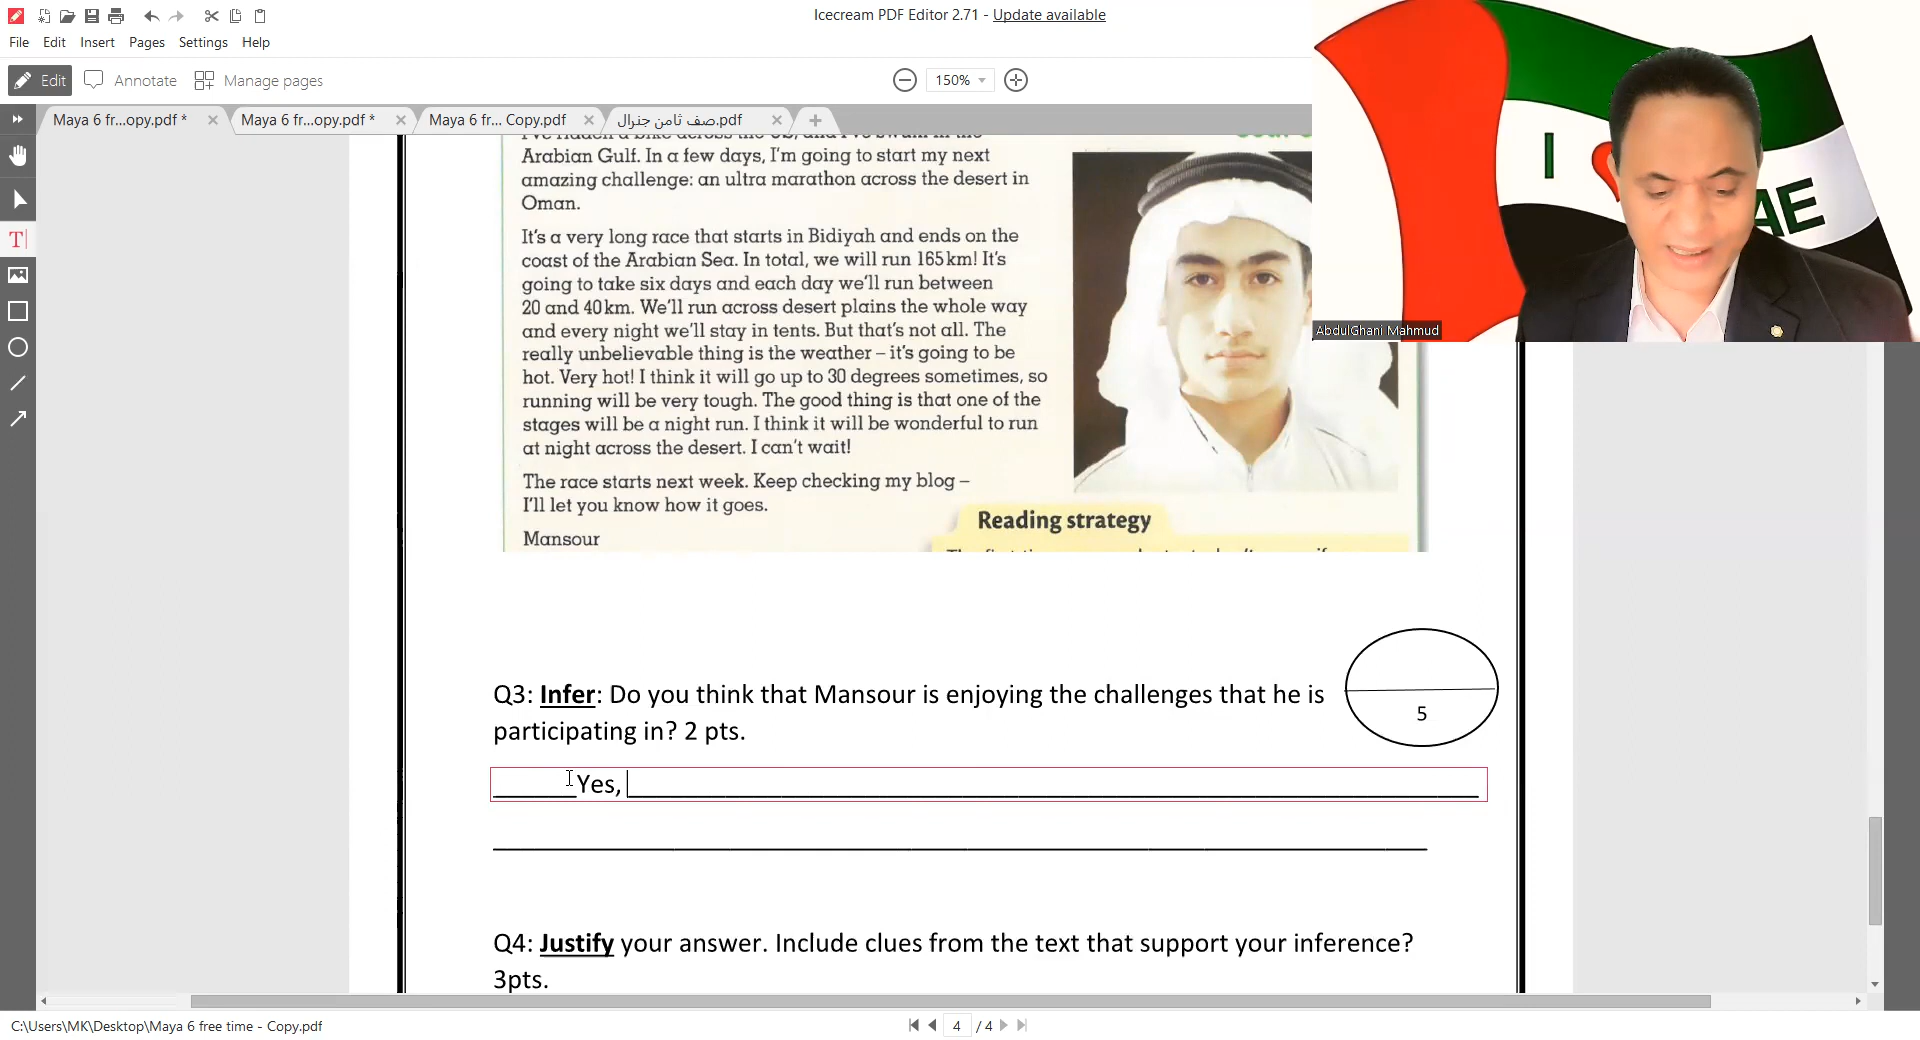 Icecream PDF Editor 2.71 - Update available
File Edit Insert Pages Settings Help
Edit Annotate Manage pages
150%
Maya 6 fr...opy.pdf *
Maya 6 fr...opy.pdf *
Maya 6 fr... Copy.pdf
صف ثامن جنرال.pdf
I've ridden a bike across the US, and I've swum in the
Arabian Gulf. In a few days, I'm going to start my next
amazing challenge: an ultra marathon across the desert in
Oman.
It's a very long race that starts in Bidiyah and ends on the
coast of the Arabian Sea. In total, we will run 165 km! It's
going to take six days and each day we'll run between
20 and 40 km. We'll run across desert plains the whole way
and every night we'll stay in tents. But that's not all. The
really unbelievable thing is the weather – it's going to be
hot. Very hot! I think it will go up to 30 degrees sometimes, so
running will be very tough. The good thing is that one of the
stages will be a night run. I think it will be wonderful to run
at night across the desert. I can't wait!
The race starts next week. Keep checking my blog –
I'll let you know how it goes.
Mansour
Reading strategy
I
AE
AbdulGhani Mahmud
Q3: Infer: Do you think that Mansour is enjoying the challenges that he is
participating in? 2 pts.
5
Yes,
Q4: Justify your answer. Include clues from the text that support your inference?
3pts.
C:\Users\MK\Desktop\Maya 6 free time - Copy.pdf
4 / 4